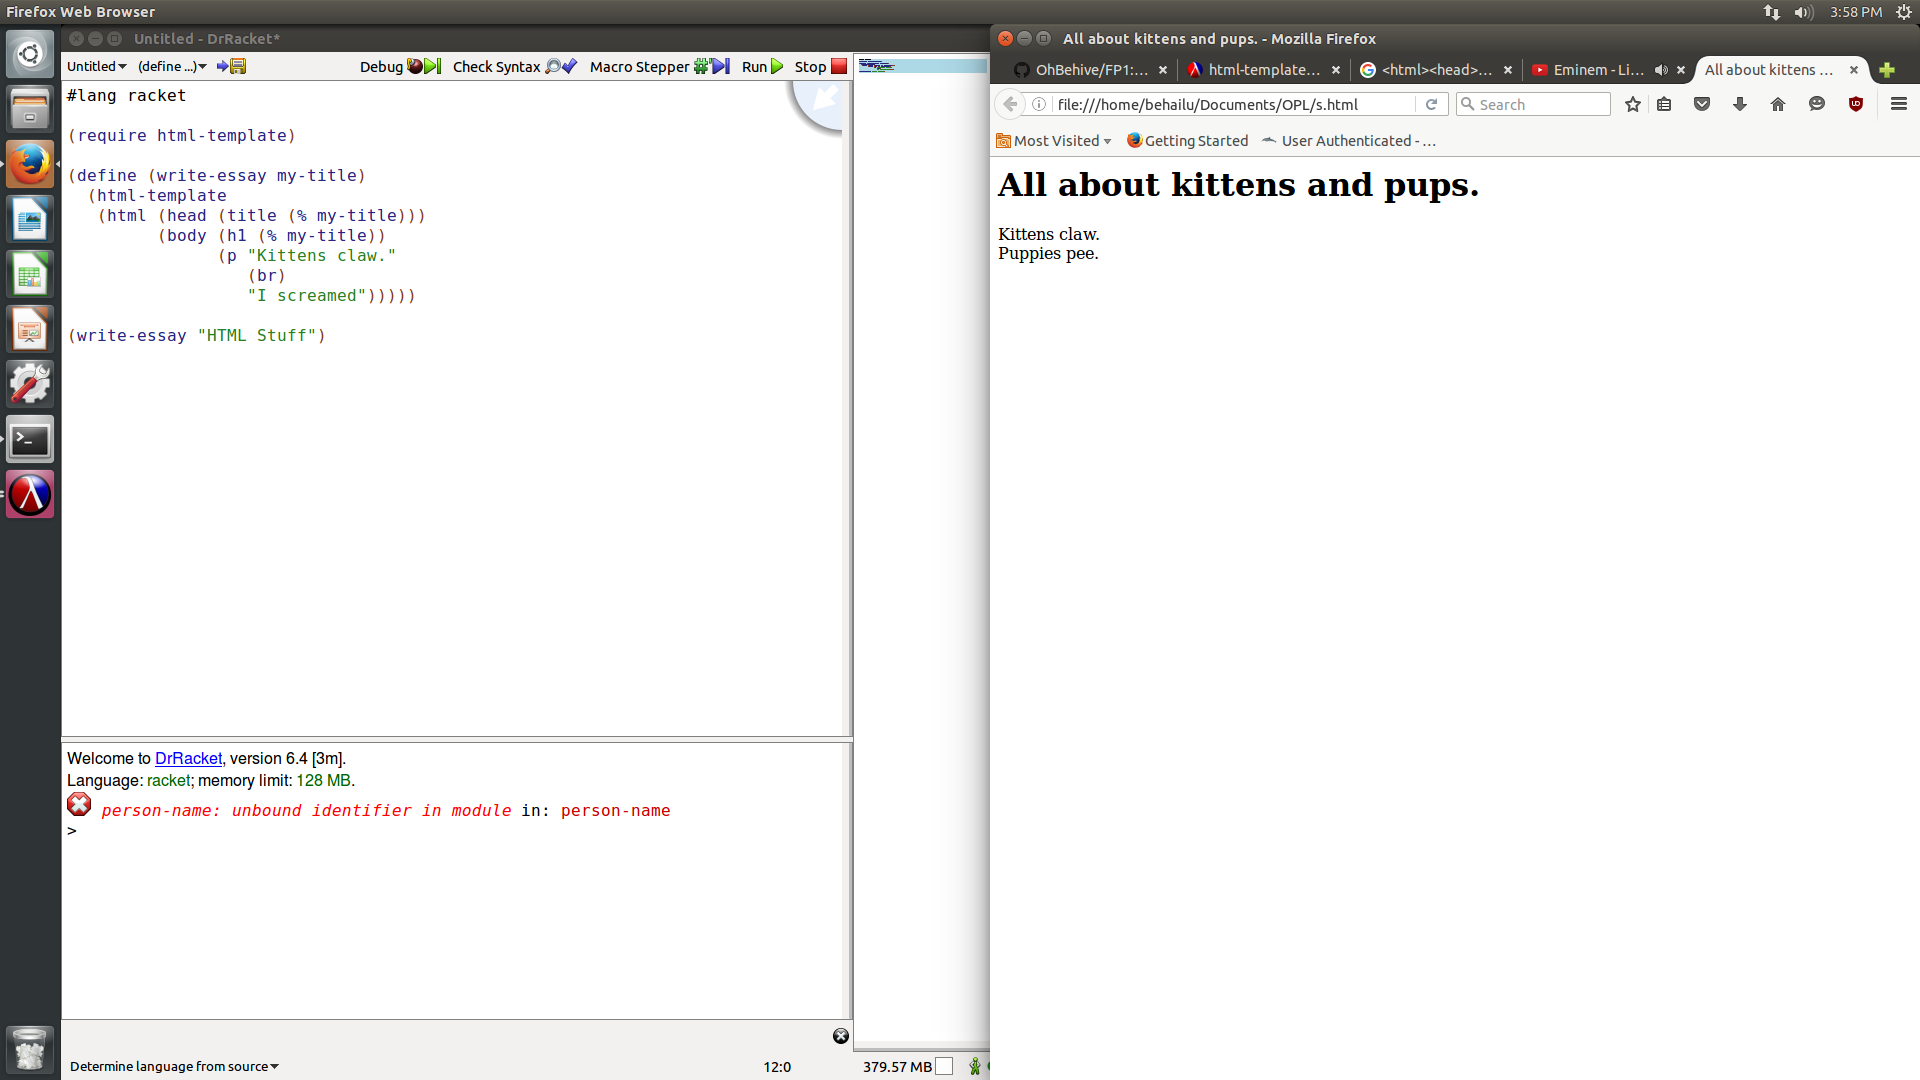 Firefox Web Browser
3:58 PM
Untitled - DrRacket*
Untitled (define ...) Debug Check Syntax Macro Stepper Run Stop
#lang racket
(require html-template)
(define (write-essay my-title)
(html-template
(html (head (title (% my-title)))
(body (h1 (% my-title))
(p "Kittens claw."
(br)
"I screamed")))))
(write-essay "HTML Stuff")
Welcome to DrRacket, version 6.4 [3m].
Language: racket; memory limit: 128 MB.
person-name: unbound identifier in module in: person-name
>
Determine language from source 12:0 379.57 MB
All about kittens and pups. - Mozilla Firefox
OhBehive/FP1:... html-template... <html><head>... Eminem - Li... All about kittens ...
file:///home/behailu/Documents/OPL/s.html Search
Most Visited Getting Started User Authenticated - ...
All about kittens and pups.
Kittens claw.
Puppies pee.